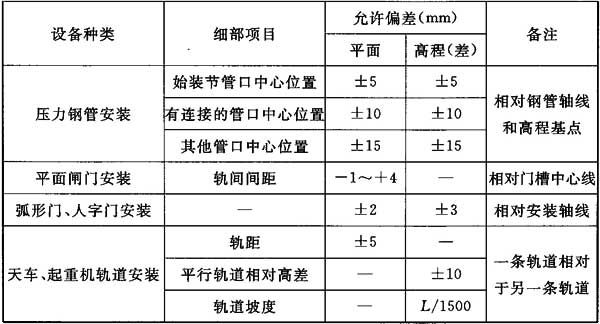 设备种类 细部项目 允许偏差(mm) 备注
平面 高程(差)
压力钢管安装 始装节管口中心位置 ±5 ±5 相对钢管轴线和高程基点
有连接的管口中心位置 ±10 ±10
其他管口中心位置 ±15 ±15
平面闸门安装 轨间间距 −1～+4 — 相对门槽中心线
弧形门、人字门安装 — ±2 ±3 相对安装轴线
天车、起重机轨道安装 轨距 ±5 — 一条轨道相对于另一条轨道
平行轨道相对高差 — ±10
轨道坡度 — L/1500